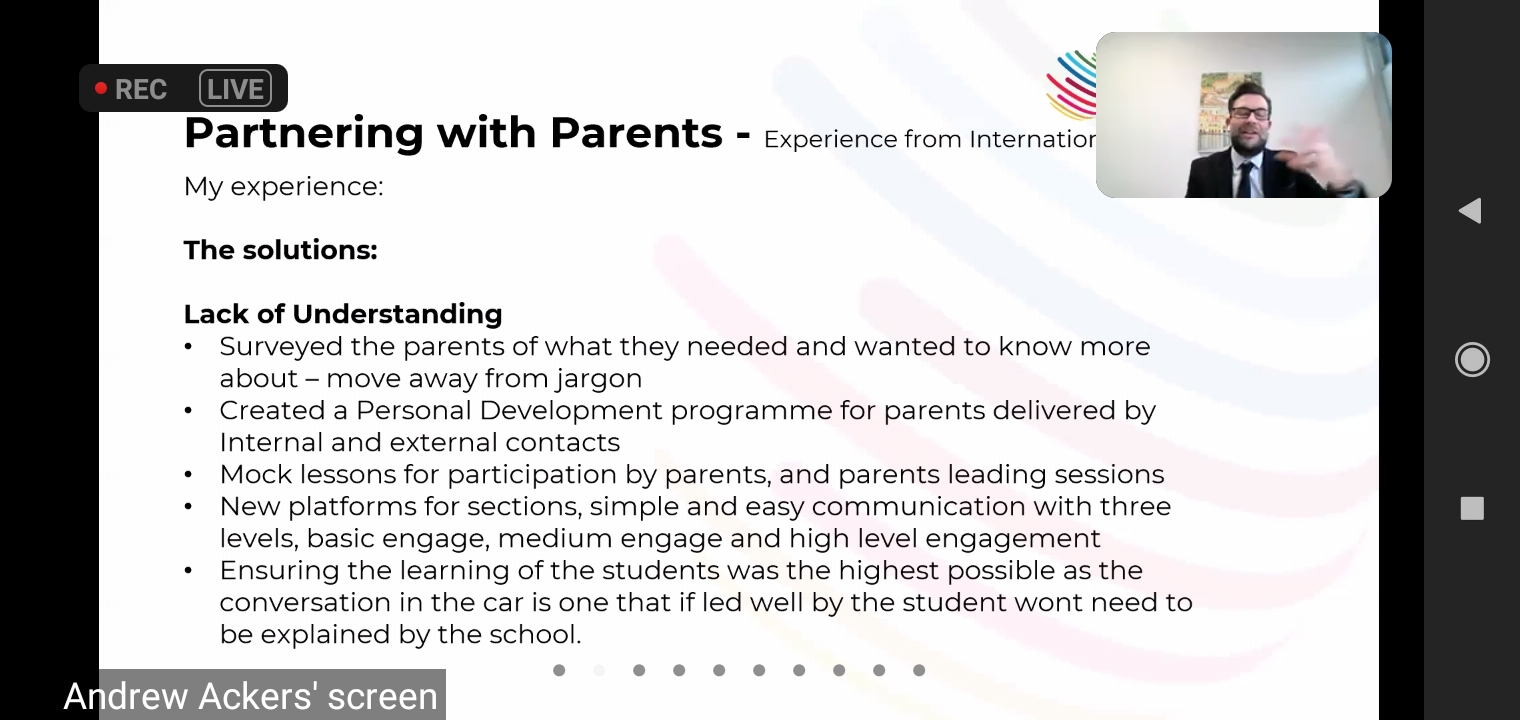 REC LIVE
Partnering with Parents - Experience from
My experience:
The solutions:
Lack of Understanding
• Surveyed the parents of what they needed and wanted to know more
about – move away from jargon
• Created a Personal Development programme for parents delivered by
Internal and external contacts
• Mock lessons for participation by parents, and parents leading sessions
• New platforms for sections, simple and easy communication with three
levels, basic engage, medium engage and high level engagement
• Ensuring the learning of the students was the highest possible as the
conversation in the car is one that if led well by the student wont need to
be explained by the school.
Andrew Ackers' screen